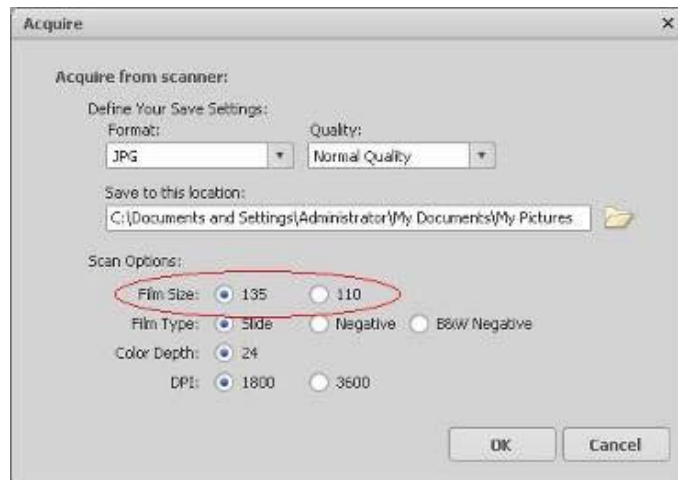 Acquire
Acquire from scanner:
Define Your Save Settings:
Format: Quality:
JPG Normal Quality
Save to this location:
C:\Documents and Settings\Administrator\My Documents\My Pictures
Scan Options:
Film Size: 135 110
Film Type: Slide Negative B&W Negative
Color Depth: 24
DPI: 1800 3600
OK Cancel